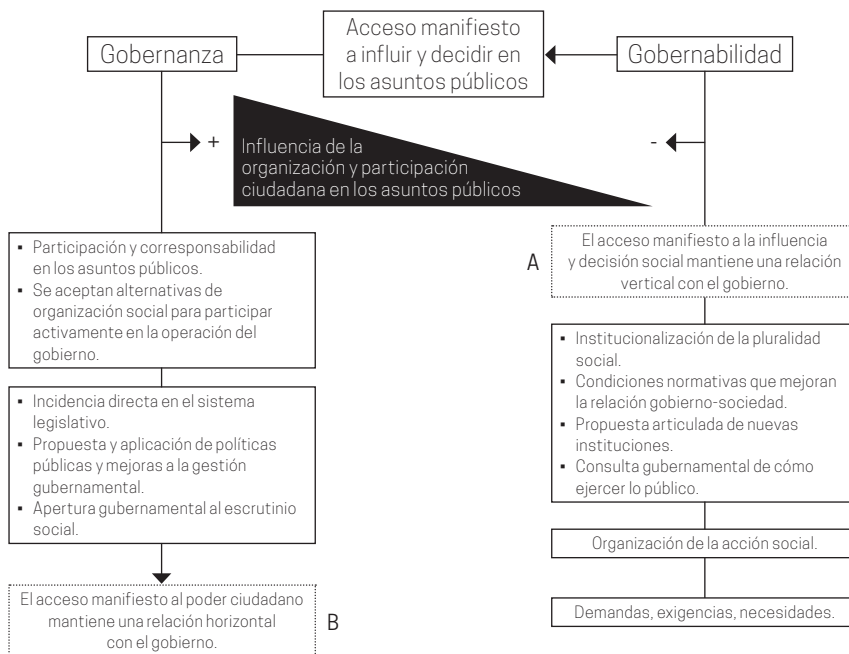 Gobernanza
Acceso manifiesto
a influir y decidir en
los asuntos públicos
Gobernabilidad
+
Influencia de la
organización y participación
ciudadana en los asuntos públicos
-
▪ Participación y corresponsabilidad
en los asuntos públicos.
▪ Se aceptan alternativas de
organización social para participar
activamente en la operación del
gobierno.
▪ Incidencia directa en el sistema
legislativo.
▪ Propuesta y aplicación de políticas
públicas y mejoras a la gestión
gubernamental.
▪ Apertura gubernamental al escrutinio
social.
El acceso manifiesto al poder ciudadano
mantiene una relación horizontal
con el gobierno.
B
A
El acceso manifiesto a la influencia
y decisión social mantiene una relación
vertical con el gobierno.
▪ Institucionalización de la pluralidad
social.
▪ Condiciones normativas que mejoran
la relación gobierno-sociedad.
▪ Propuesta articulada de nuevas
instituciones.
▪ Consulta gubernamental de cómo
ejercer lo público.
Organización de la acción social.
Demandas, exigencias, necesidades.